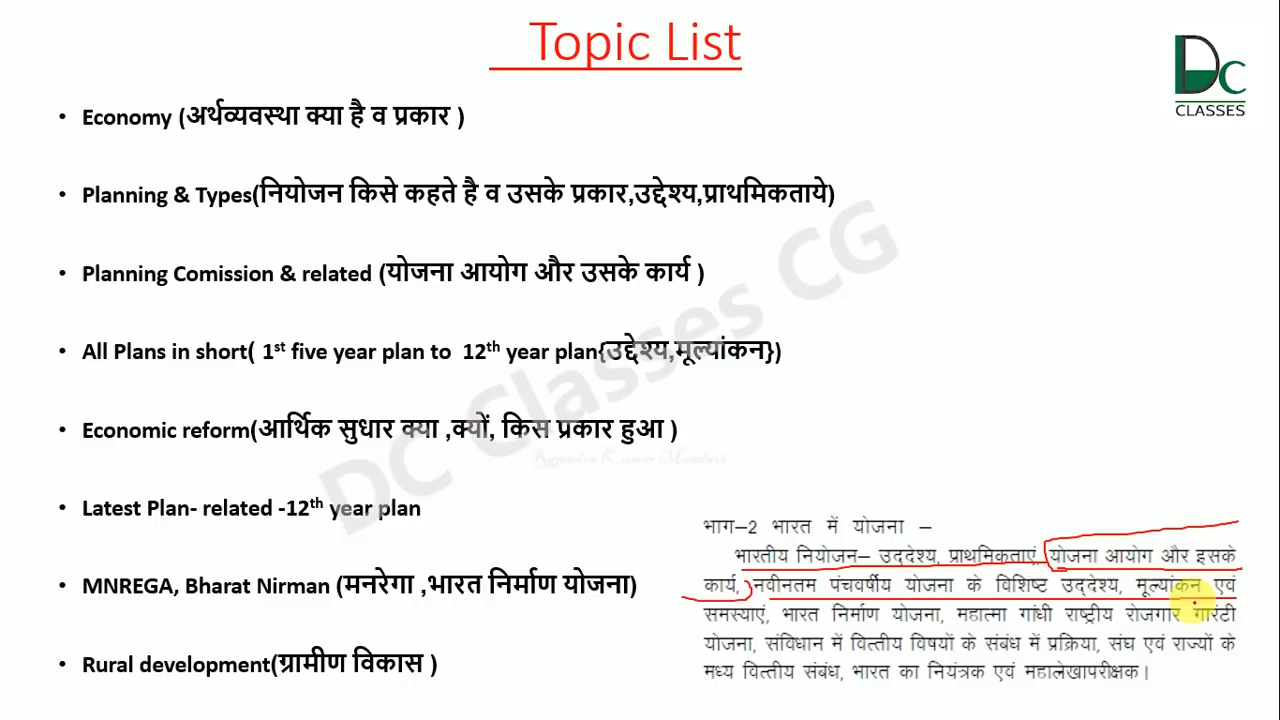 Topic List
DC
CLASSES
• Economy (अर्थव्यवस्था क्या है व प्रकार )
• Planning & Types(नियोजन किसे कहते है व उसके प्रकार,उद्देश्य,प्राथमिकताये)
• Planning Comission & related (योजना आयोग और उसके कार्य )
• All Plans in short( 1st five year plan to 12th year plan{उद्देश्य,मूल्यांकन})
• Economic reform(आर्थिक सुधार क्या ,क्यों, किस प्रकार हुआ )
• Latest Plan- related -12th year plan
• MNREGA, Bharat Nirman (मनरेगा ,भारत निर्माण योजना)
• Rural development(ग्रामीण विकास )
DC Classes CG
Rajendra Kumar Mandavi
भाग–2 भारत में योजना –
भारतीय नियोजन– उद्देश्य, प्राथमिकताएं, योजना आयोग और इसके
कार्य, नवीनतम पंचवर्षीय योजना के विशिष्ट उद्देश्य, मूल्यांकन एवं
समस्याएं, भारत निर्माण योजना, महात्मा गांधी राष्ट्रीय रोजगार गारंटी
योजना, संविधान में वित्तीय विषयों के संबंध में प्रक्रिया, संघ एवं राज्यों के
मध्य वित्तीय संबंध, भारत का नियंत्रक एवं महालेखापरीक्षक।